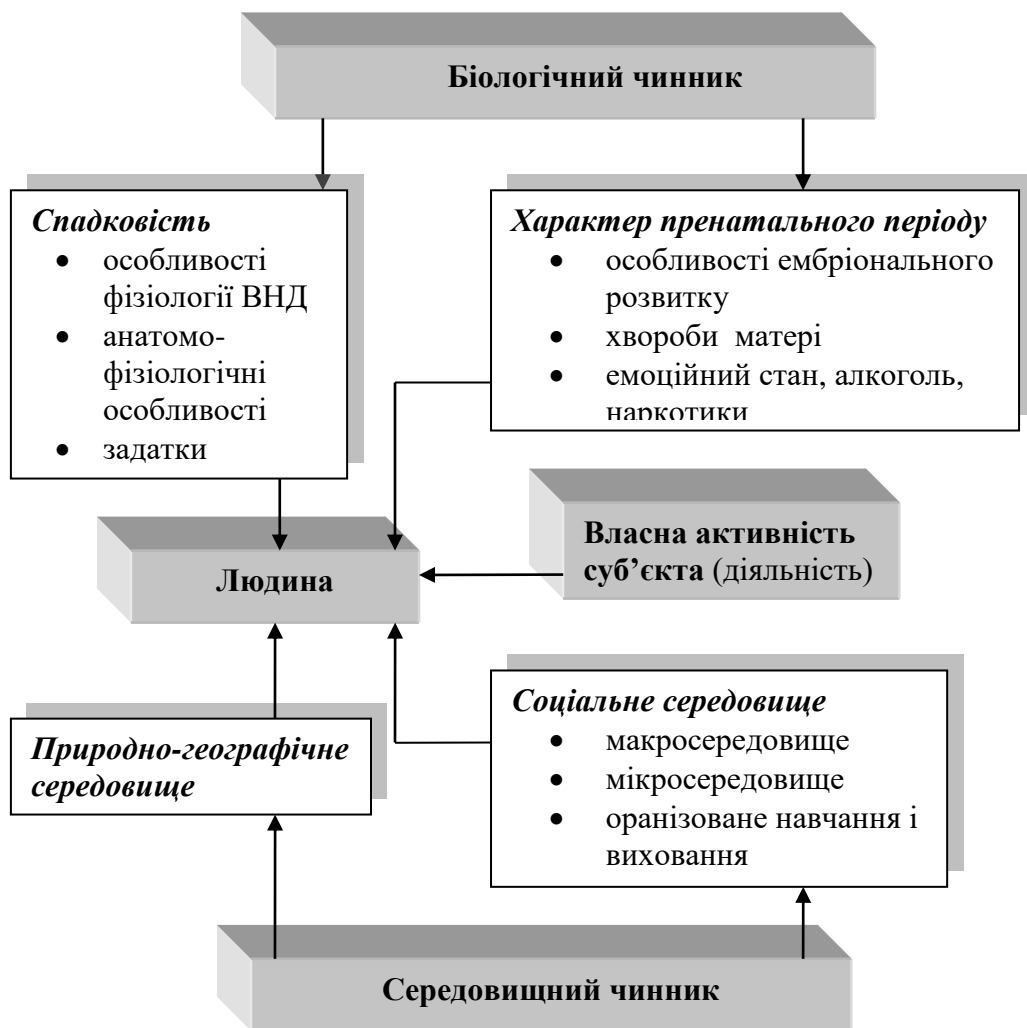 Біологічний чинник
Спадковість
• особливості
фізіології ВНД
• анатомо-
фізіологічні
особливості
• задатки
Характер пренатального періоду
• особливості ембріонального
розвитку
• хвороби матері
• емоційний стан, алкоголь,
наркотики
Власна активність
суб’єкта (діяльність)
Людина
Природно-географічне
середовище
Соціальне середовище
• макросередовище
• мікросередовище
• оранізоване навчання і
виховання
Середовищний чинник